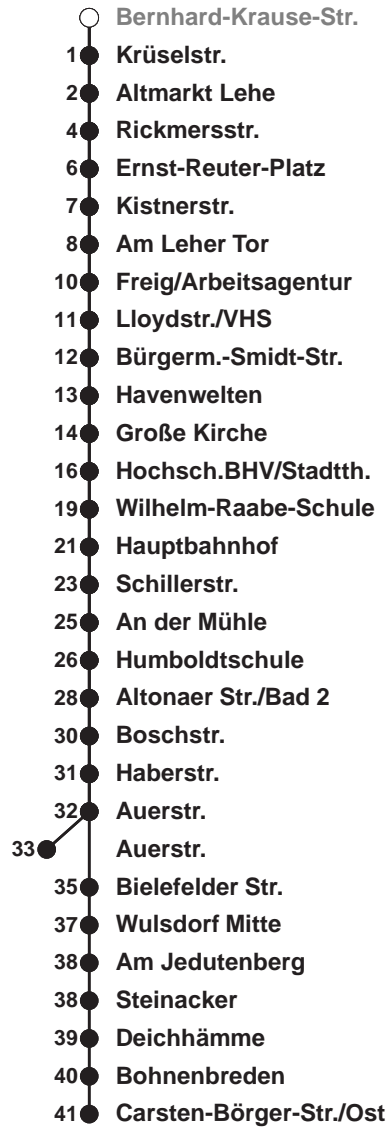 Bernhard-Krause-Str.
1 Krüselstr.
2 Altmarkt Lehe
4 Rickmersstr.
6 Ernst-Reuter-Platz
7 Kistnerstr.
8 Am Leher Tor
10 Freig/Arbeitsagentur
11 Lloydstr./VHS
12 Bürgerm.-Smidt-Str.
13 Havenwelten
14 Große Kirche
16 Hochsch.BHV/Stadtth.
19 Wilhelm-Raabe-Schule
21 Hauptbahnhof
23 Schillerstr.
25 An der Mühle
26 Humboldtschule
28 Altonaer Str./Bad 2
30 Boschstr.
31 Haberstr.
32 Auerstr.
33 Auerstr.
35 Bielefelder Str.
37 Wulsdorf Mitte
38 Am Jedutenberg
38 Steinacker
39 Deichhämme
40 Bohnenbreden
41 Carsten-Börger-Str./Ost